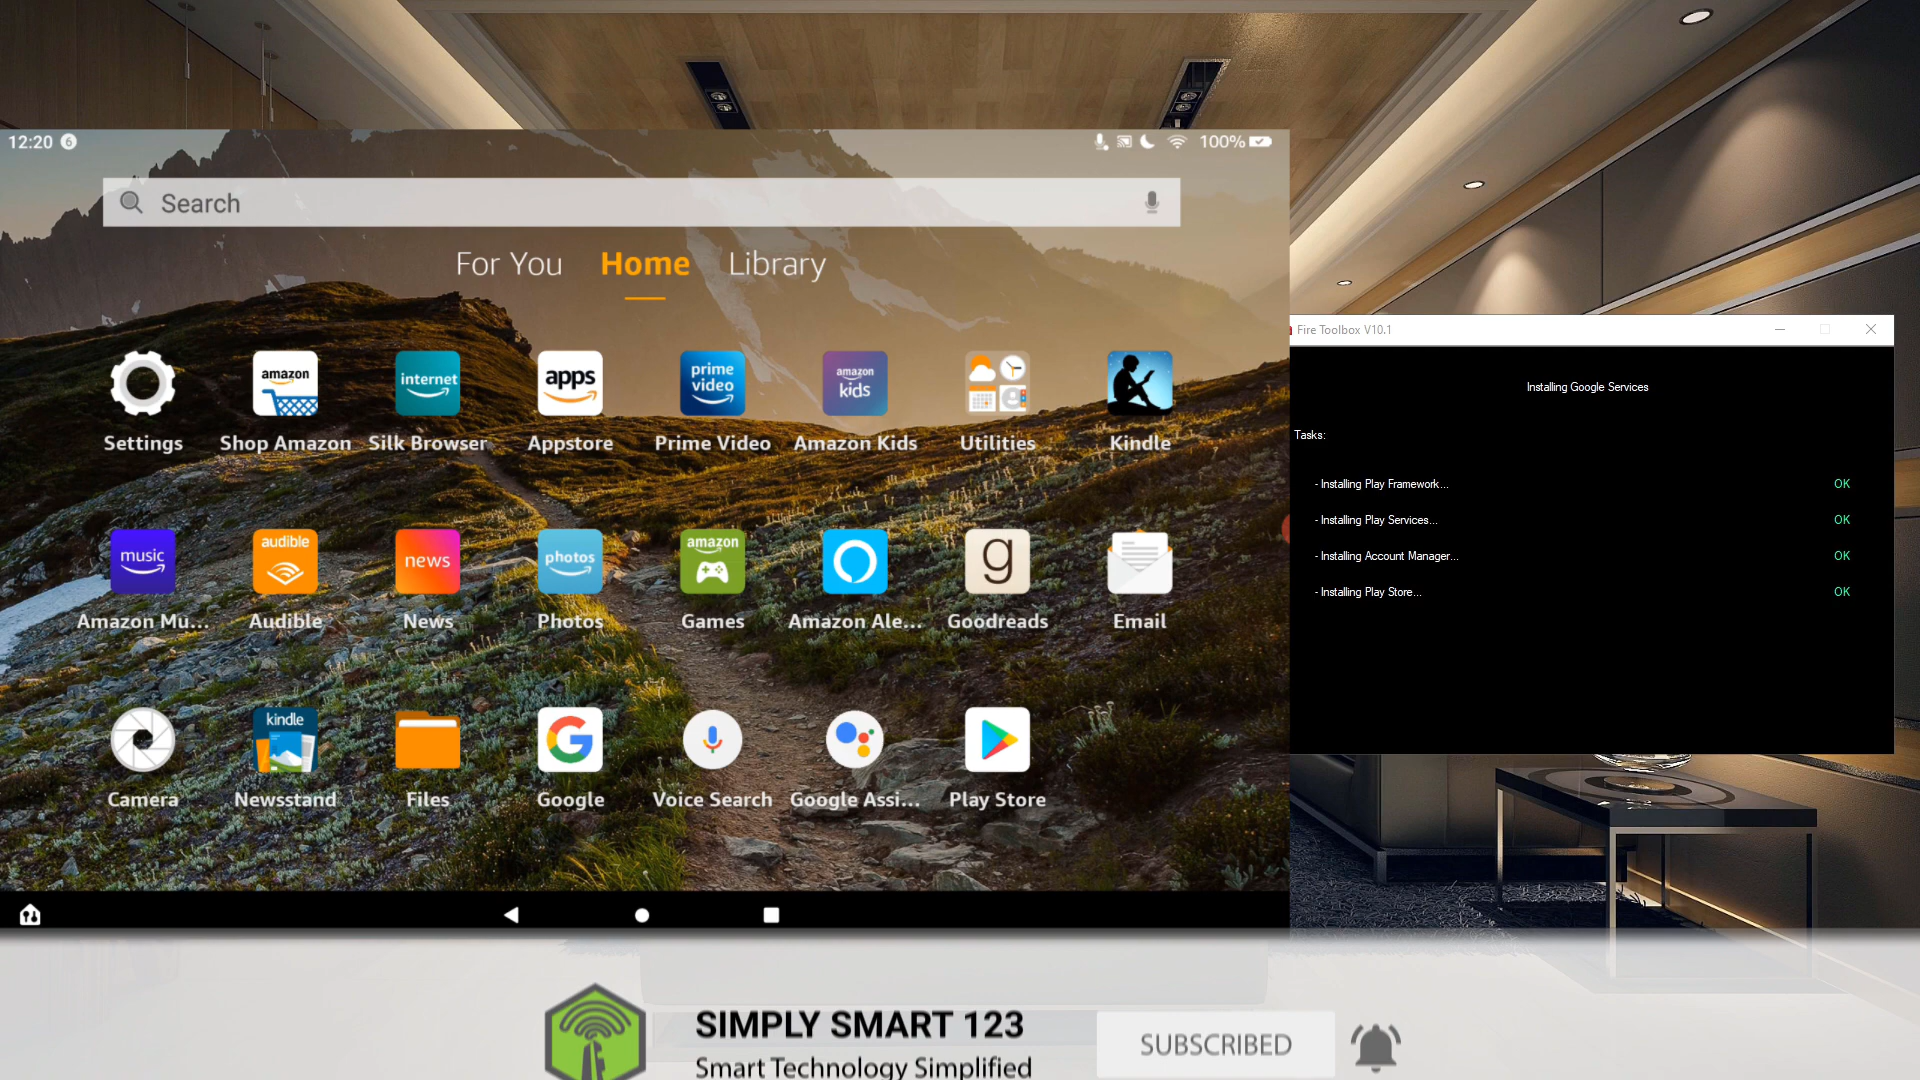 12:20 6
100%
Search
For You Home Library
amazon
internet
apps
prime video
amazon kids
Settings Shop Amazon Silk Browser Appstore Prime Video Amazon Kids Utilities Kindle
music
audible
news
photos
amazon
g
Amazon Mu... Audible News Photos Games Amazon Ale... Goodreads Email
kindle
G
Camera Newsstand Files Google Voice Search Google Assi... Play Store
Fire Toolbox V10.1
Installing Google Services
Tasks:
- Installing Play Framework... OK
- Installing Play Services... OK
- Installing Account Manager... OK
- Installing Play Store... OK
SIMPLY SMART 123
Smart Technology Simplified
SUBSCRIBED